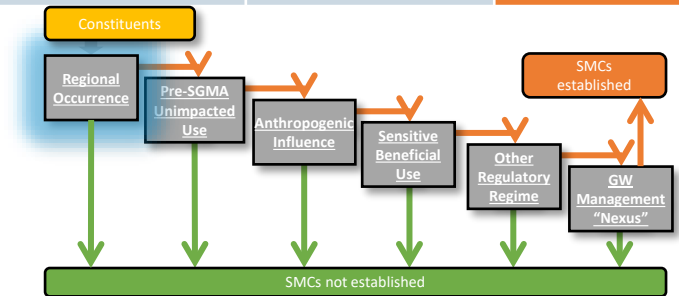 Constituents
Regional
Occurrence
Pre-SGMA
Unimpacted
Use
Anthropogenic
Influence
Sensitive
Beneficial
Use
Other
Regulatory
Regime
GW
Management
“Nexus”
SMCs
established
SMCs not established